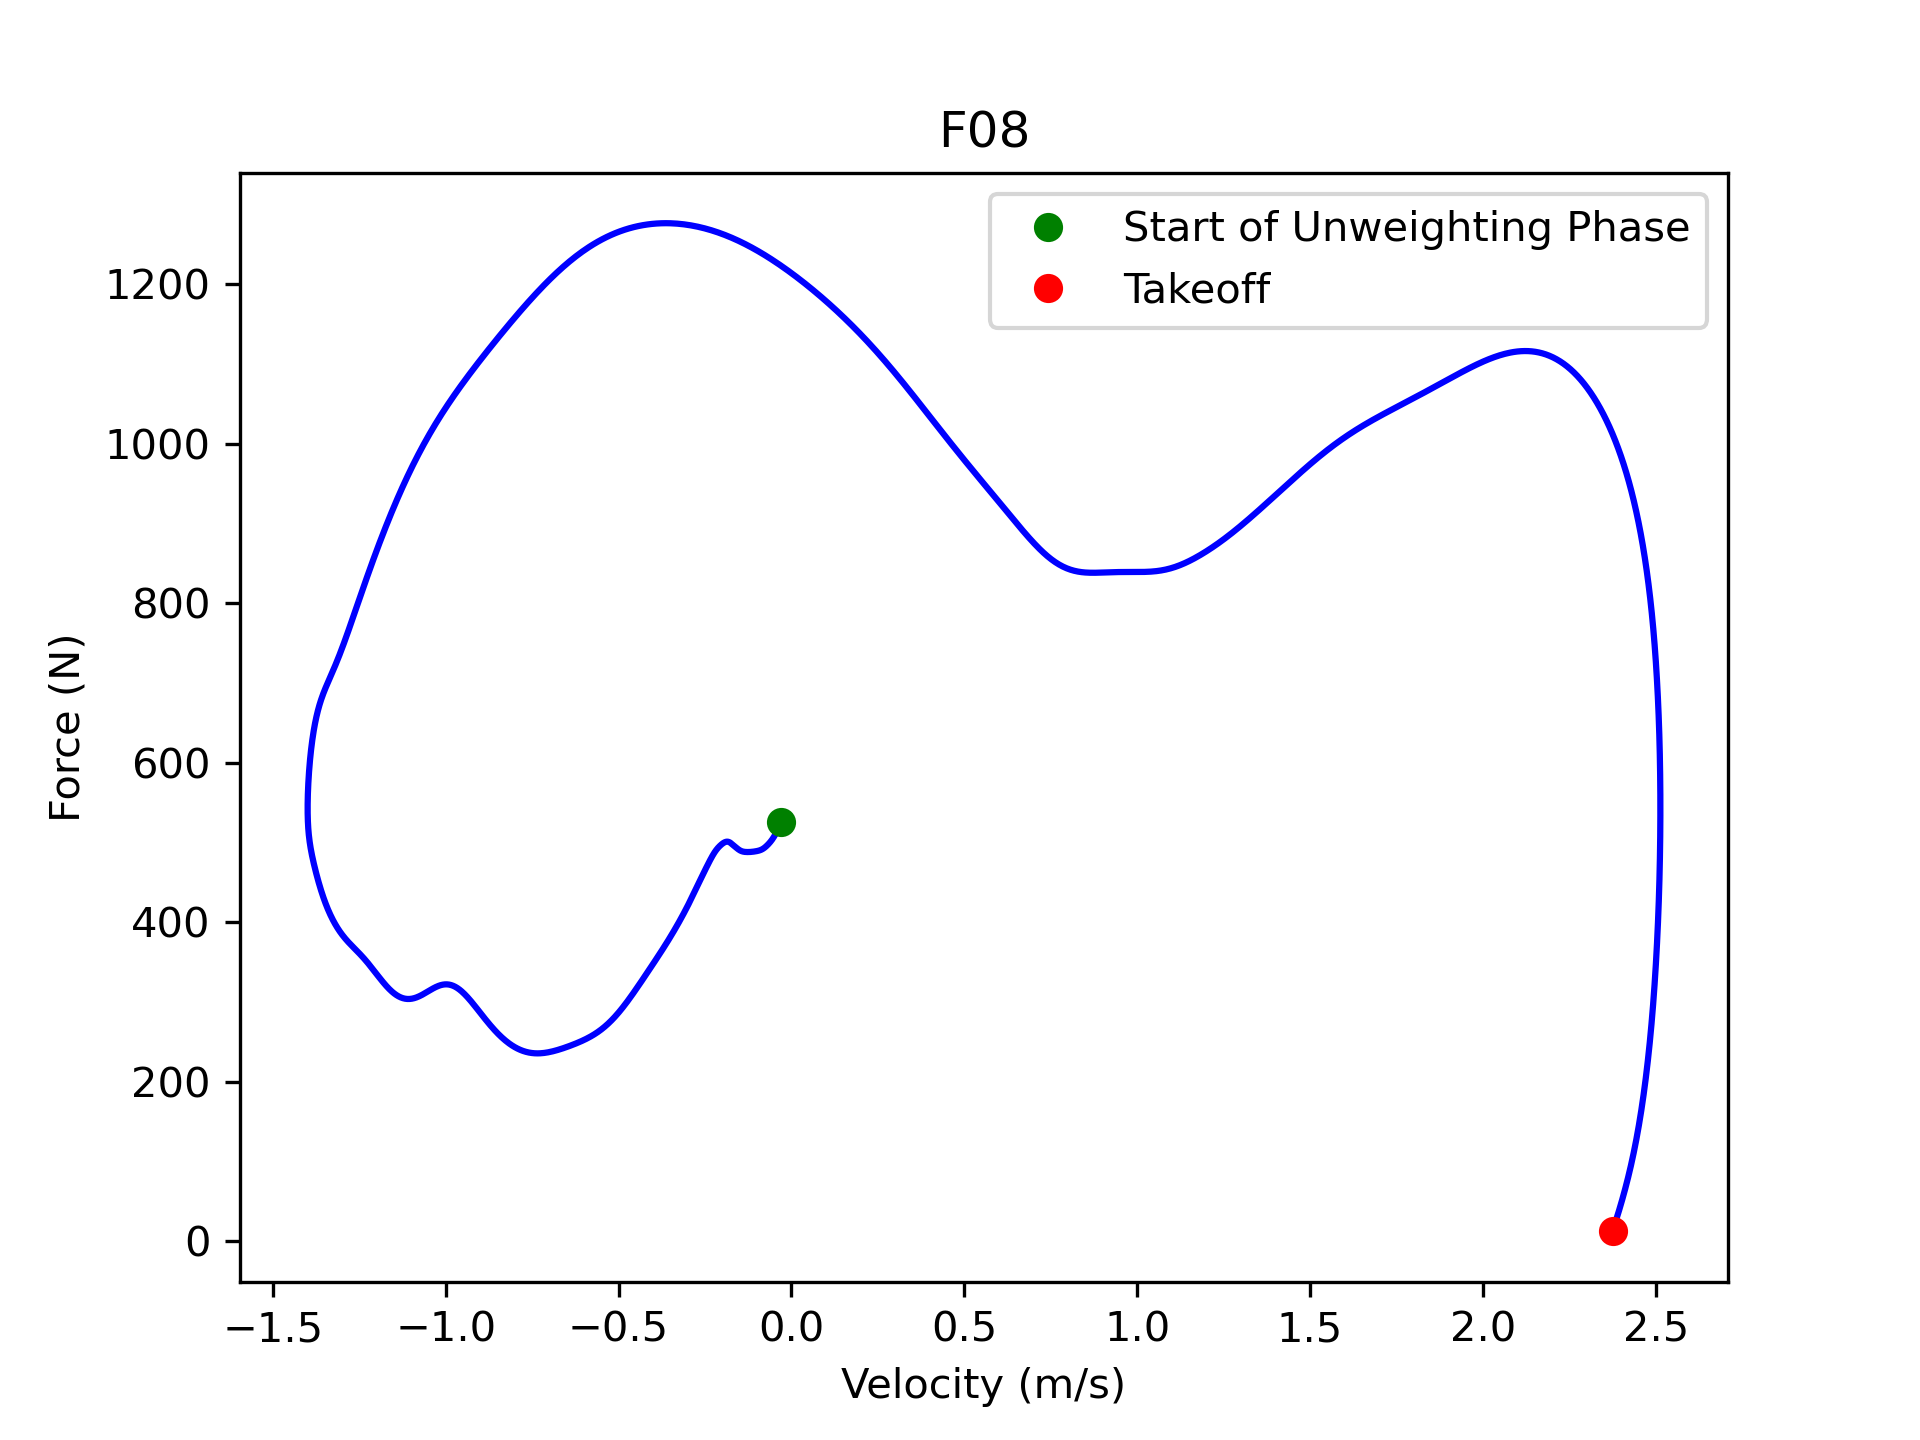 F08
Start of Unweighting Phase
Takeoff
1200
1000
800
600
400
200
0
Force (N)
−1.5 −1.0 −0.5 0.0 0.5 1.0 1.5 2.0 2.5
Velocity (m/s)